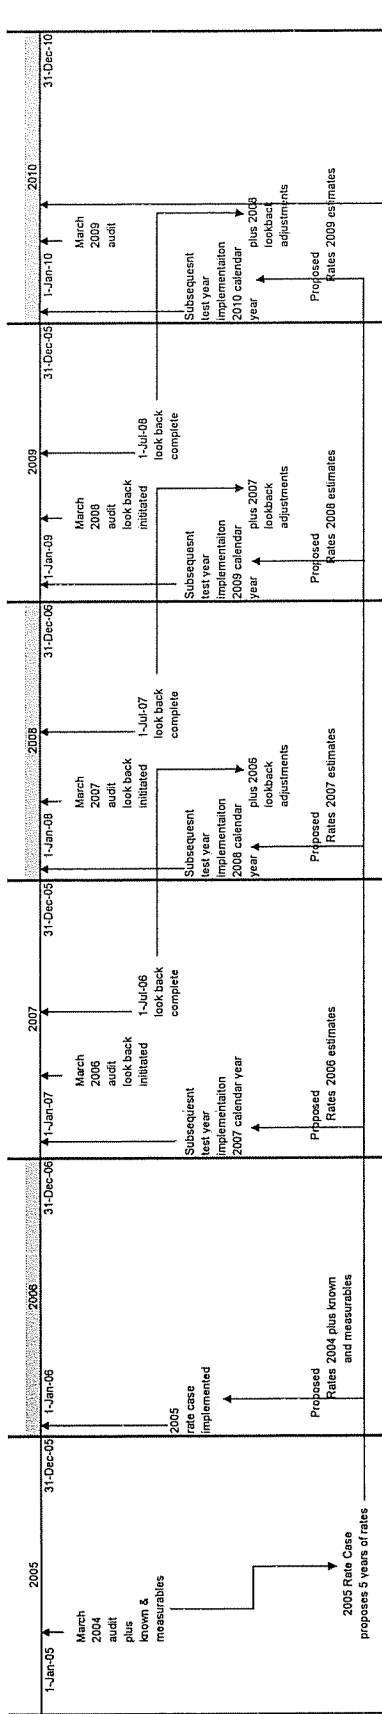 2005
1-Jan-05
31-Dec-05
March
2004
audit
plus
known &
measurables
2005 Rate Case
proposes 5 years of rates
2006
1-Jan-06
31-Dec-06
2005
rate case
implemented
Proposed
Rates 2004 plus known
and measurables
2007
1-Jan-07
31-Dec-05
March
2006
audit
look back
inititated
1-Jul-06
look back
complete
Subsequesnt
test year
implementaiton
2007 calendar year
Proposed
Rates 2006 estimates
2008
1-Jan-08
31-Dec-06
March
2007
audit
look back
inititated
1-Jul-07
look back
complete
Subsequesnt
test year
implementaiton
2008 calendar
year
plus 2006
lookback
adjustments
Proposed
Rates 2007 estimates
2009
1-Jan-09
31-Dec-05
March
2008
audit
look back
inititated
1-Jul-08
look back
complete
Subsequesnt
test year
implementaiton
2009 calendar
year
plus 2007
lookback
adjustments
Proposed
Rates 2008 estimates
2010
1-Jan-10
31-Dec-10
March
2009
audit
Subsequesnt
test year
implementaiton
2010 calendar
year
plus 2008
lookback
adjustments
Proposed
Rates 2009 estimates